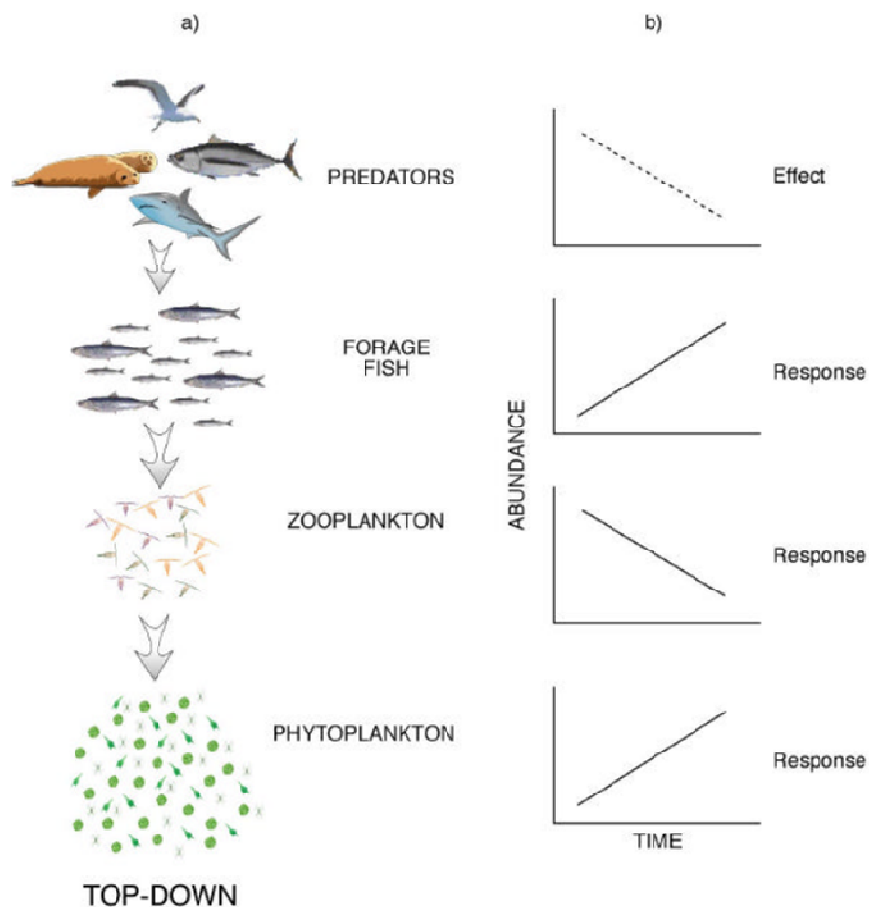 a)
b)
PREDATORS
Effect
FORAGE
FISH
Response
ABUNDANCE
ZOOPLANKTON
Response
PHYTOPLANKTON
Response
TIME
TOP-DOWN